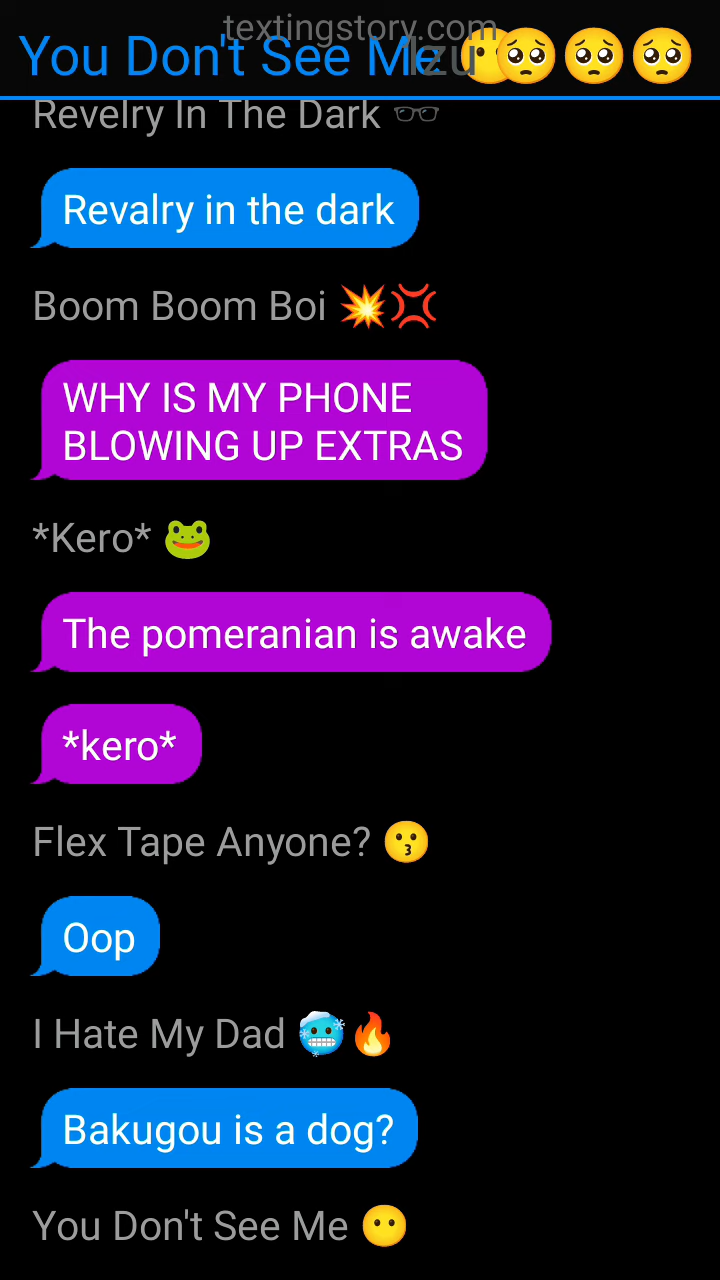 textingstory.com
You Don't See Me 😶 Izu 🥺🥺🥺
Revelry In The Dark 🕶️
Revalry in the dark
Boom Boom Boi 💥💢
WHY IS MY PHONE
BLOWING UP EXTRAS
*Kero* 🐸
The pomeranian is awake
*kero*
Flex Tape Anyone? 😗
Oop
I Hate My Dad 🥶🔥
Bakugou is a dog?
You Don't See Me 😶